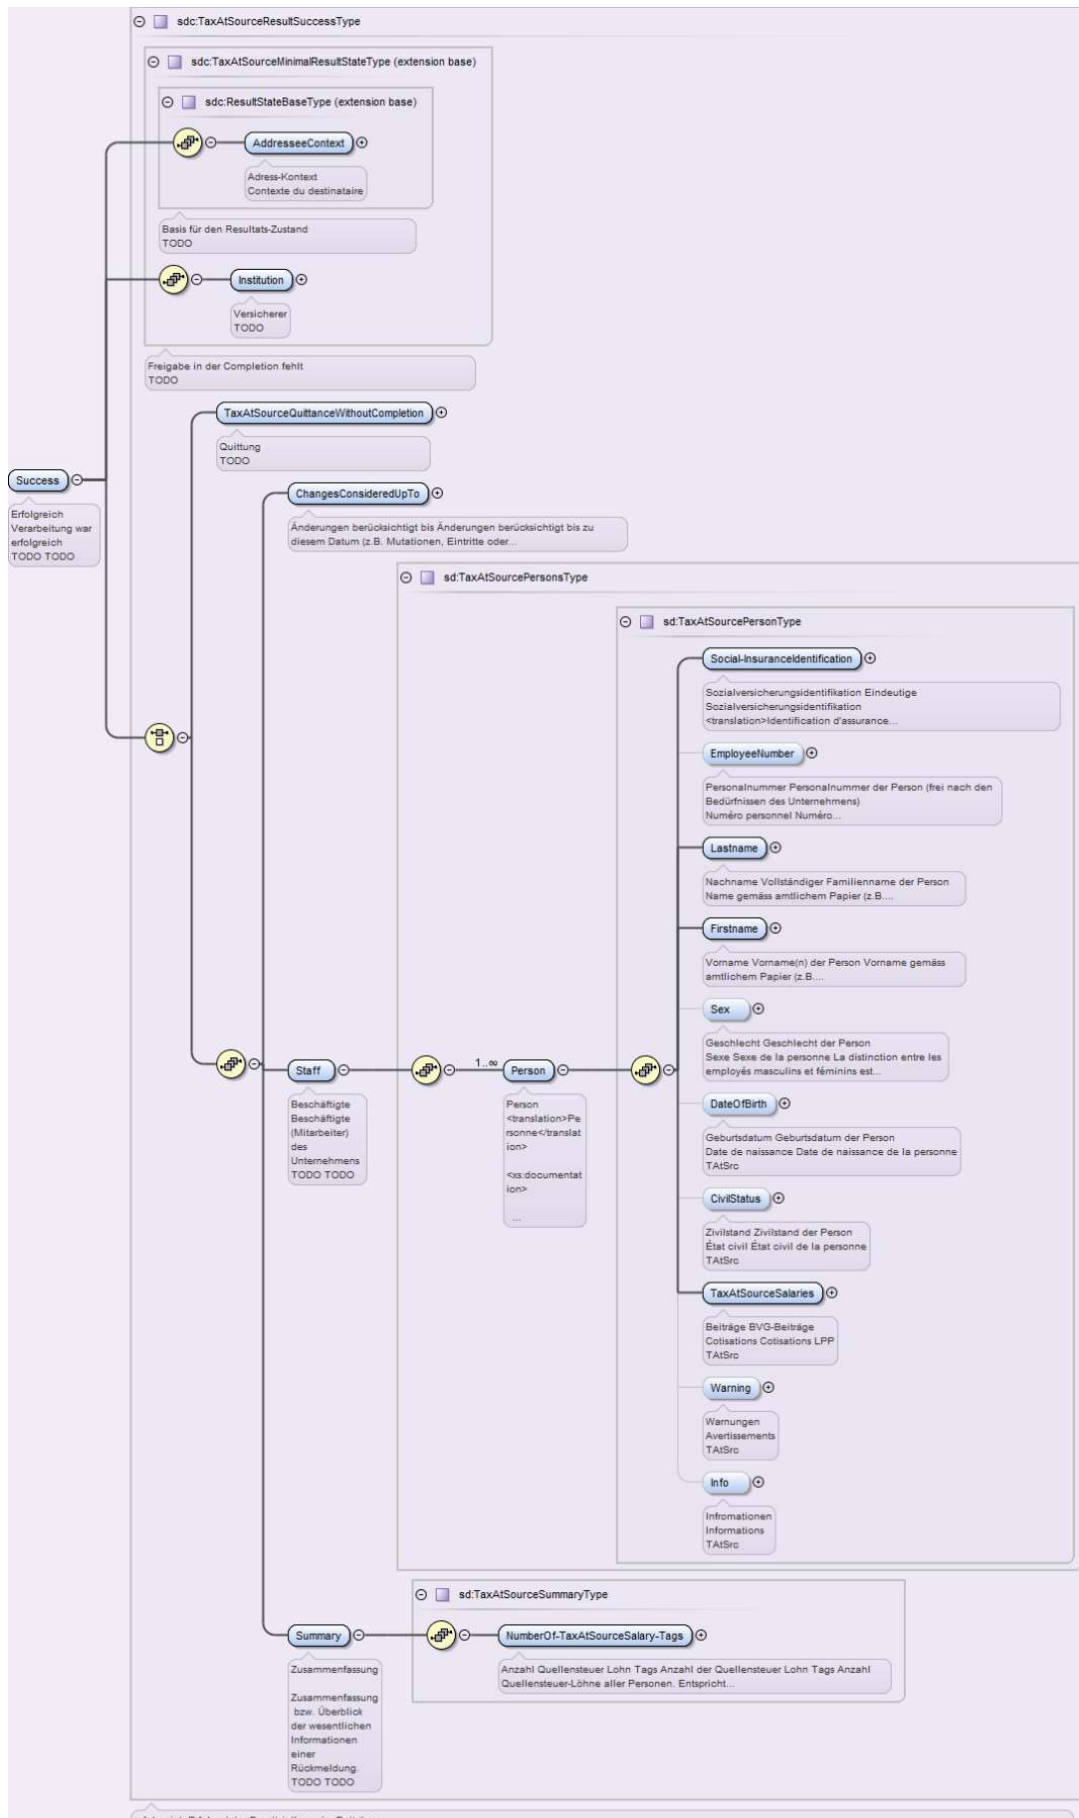 sdc:TaxAtSourceResultSuccessType
sdc:TaxAtSourceMinimalResultStateType (extension base)
sdc:ResultStateBaseType (extension base)
AddresseeContext
Adress-Kontext
Contexte du destinataire
Basis für den Resultats-Zustand
TODO
Institution
Versicherer
TODO
Freigabe in der Completion fehlt
TODO
TaxAtSourceQuittanceWithoutCompletion
Quittung
TODO
Success
Erfolgreich
Verarbeitung war
erfolgreich
TODO TODO
ChangesConsideredUpTo
Änderungen berücksichtigt bis Änderungen berücksichtigt bis zu
diesem Datum (z.B. Mutationen, Eintritte oder...
sd:TaxAtSourcePersonsType
sd:TaxAtSourcePersonType
Social-InsuranceIdentification
Sozialversicherungsidentifikation Eindeutige
Sozialversicherungsidentifikation
<translation>Identification d'assurance...
EmployeeNumber
Personalnummer Personalnummer der Person (frei nach den
Bedürfnissen des Unternehmens)
Numéro personnel Numéro...
Lastname
Nachname Vollständiger Familienname der Person
Name gemäss amtlichem Papier (z.B....
Firstname
Vorname Vorname(n) der Person Vorname gemäss
amtlichem Papier (z.B....
Sex
Geschlecht Geschlecht der Person
Sexe Sexe de la personne La distinction entre les
employés masculins et féminins est...
Staff
Beschäftigte
Beschäftigte
(Mitarbeiter)
des
Unternehmens
TODO TODO
1..∞
Person
Person
<translation>Pe
rsonne</translat
ion>
<xs:documentat
ion>
...
DateOfBirth
Geburtsdatum Geburtsdatum der Person
Date de naissance Date de naissance de la personne
TAtSrc
CivilStatus
Zivilstand Zivilstand der Person
État civil État civil de la personne
TAtSrc
TaxAtSourceSalaries
Beiträge BVG-Beiträge
Cotisations Cotisations LPP
TAtSrc
Warning
Warnungen
Avertissements
TAtSrc
Info
Infromationen
Informations
TAtSrc
sd:TaxAtSourceSummaryType
Summary
Zusammenfassung
Zusammenfassung
bzw. Überblick
der wesentlichen
Informationen
einer
Rückmeldung.
TODO TODO
NumberOf-TaxAtSourceSalary-Tags
Anzahl Quellensteuer Lohn Tags Anzahl der Quellensteuer Lohn Tags Anzahl
Quellensteuer-Löhne aller Personen. Entspricht...